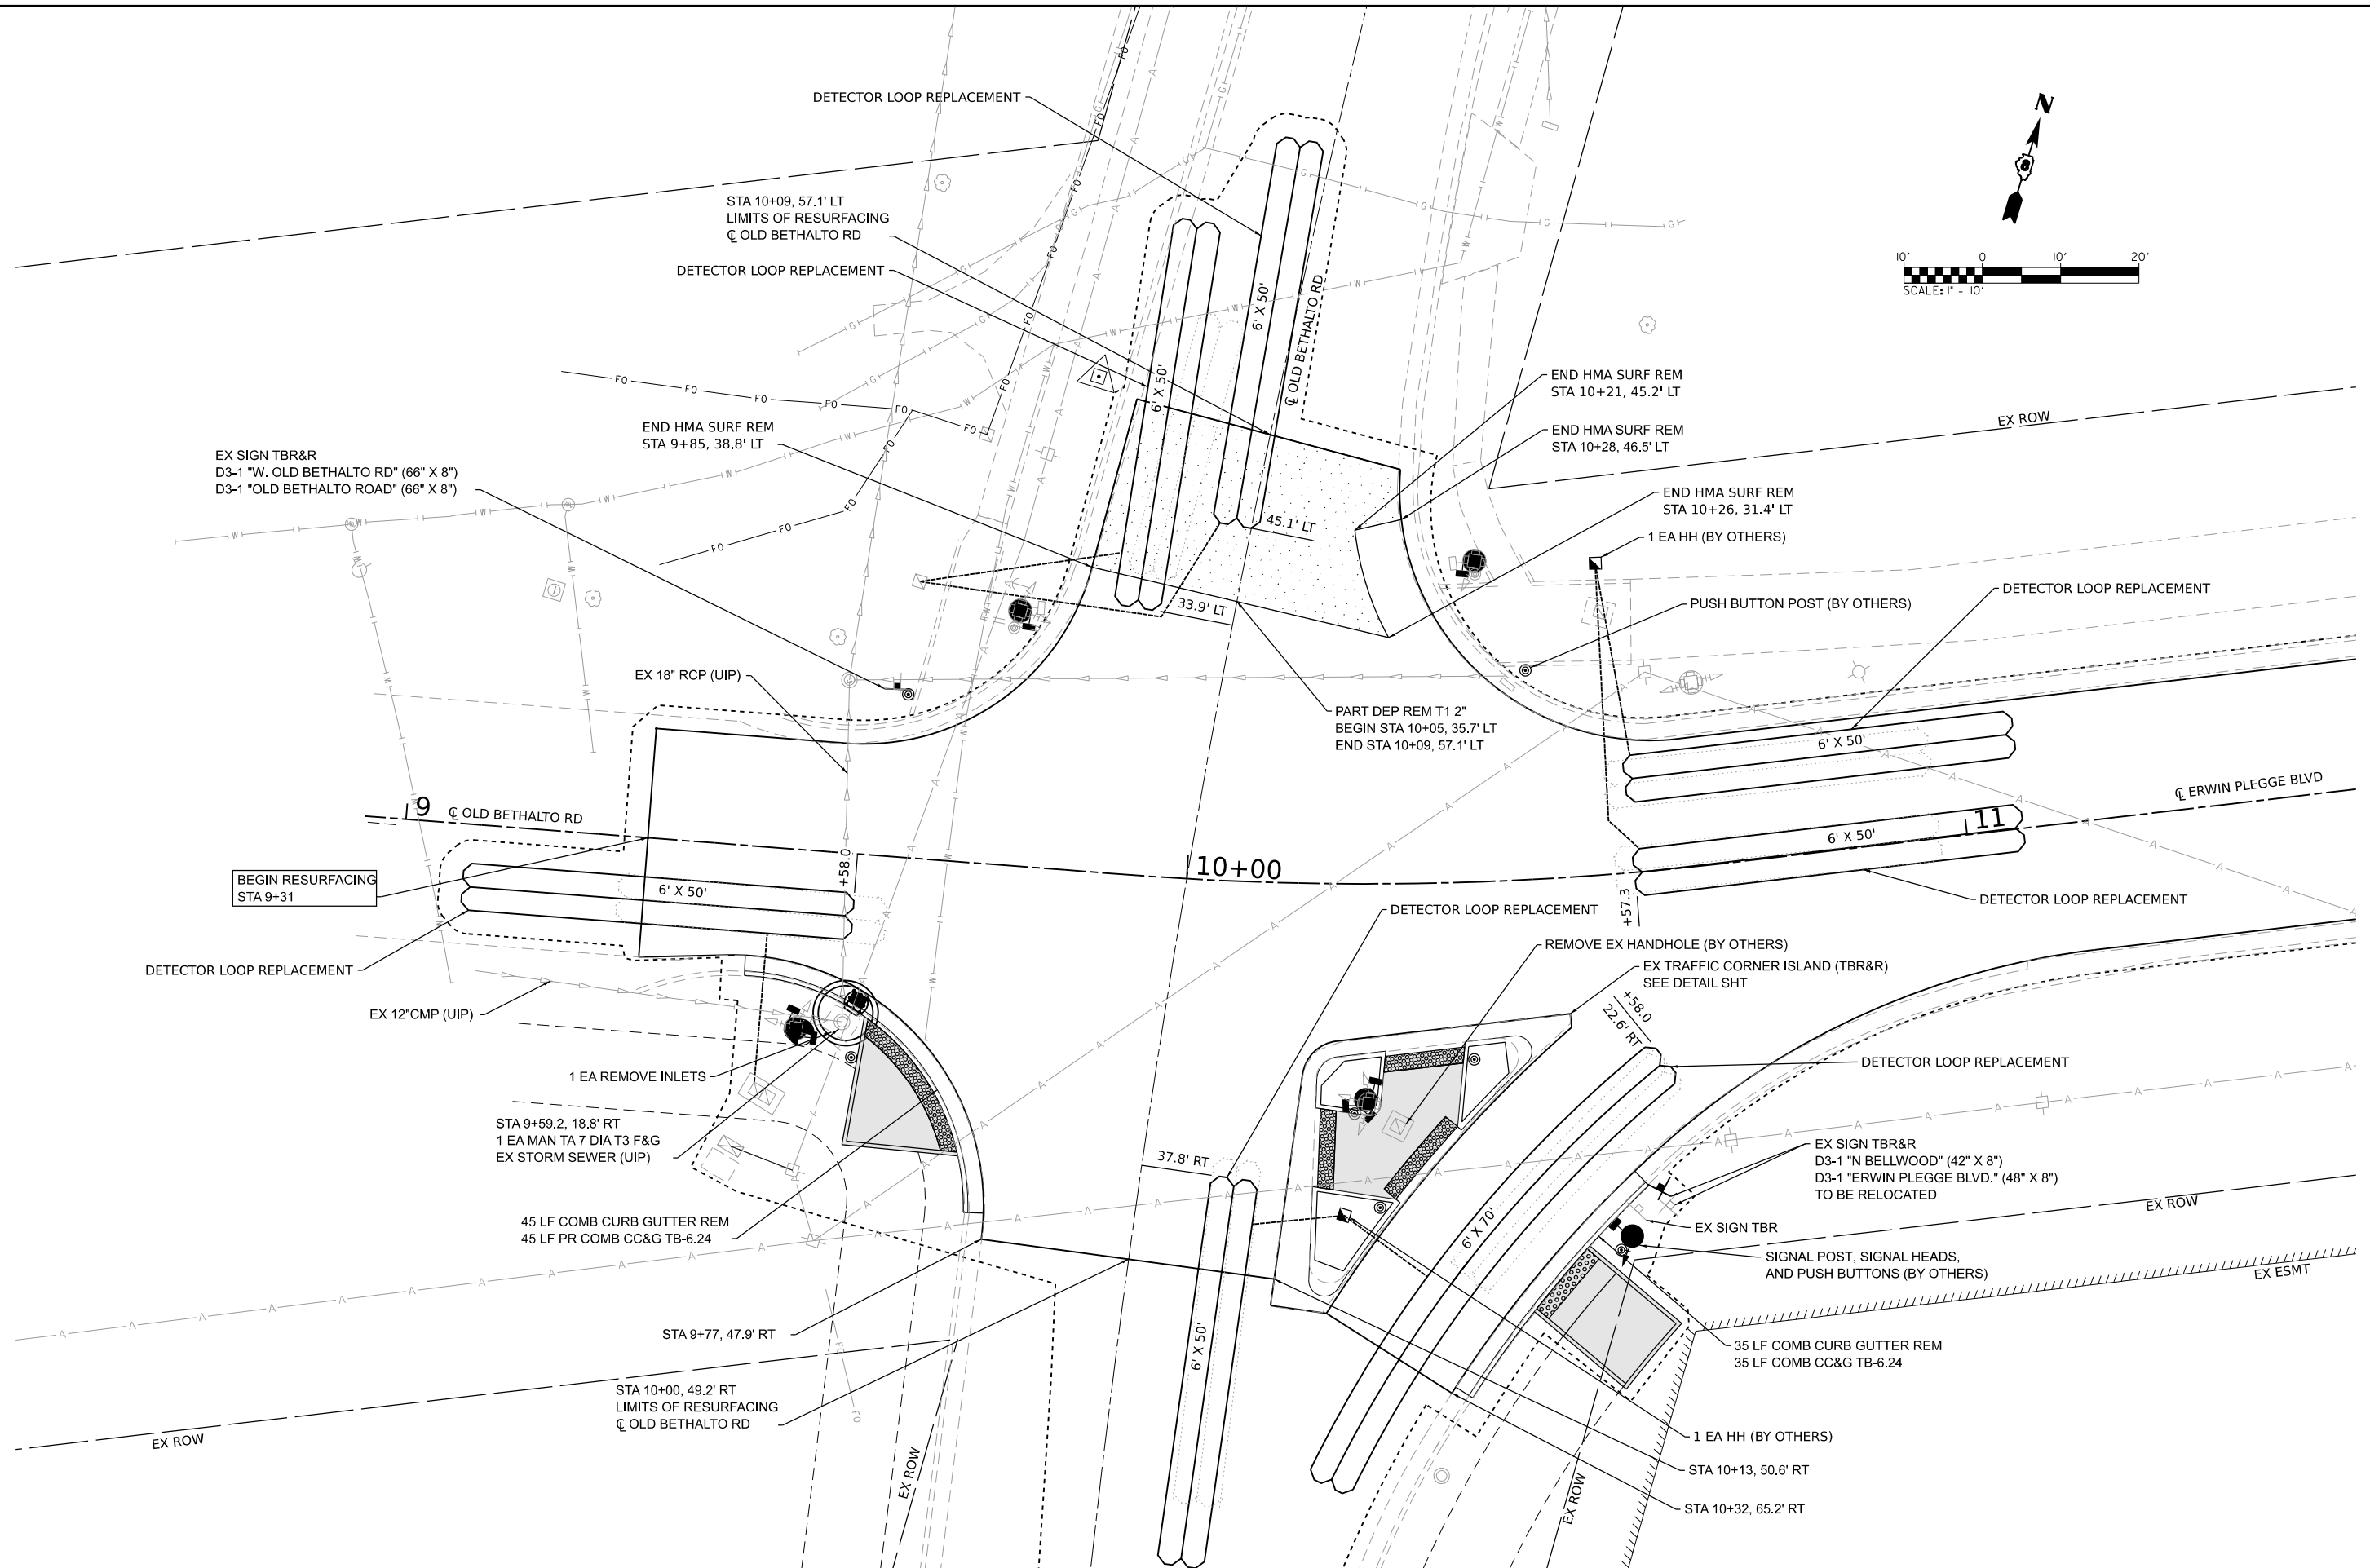 DETECTOR LOOP REPLACEMENT
N
STA 10+09, 57.1' LT
LIMITS OF RESURFACING
℄ OLD BETHALTO RD
DETECTOR LOOP REPLACEMENT
10' 0 10' 20'
SCALE: 1" = 10'
6' X 50'
6' X 50'
℄ OLD BETHALTO RD
END HMA SURF REM
STA 10+21, 45.2' LT
END HMA SURF REM
STA 9+85, 38.8' LT
END HMA SURF REM
STA 10+28, 46.5' LT
EX ROW
EX SIGN TBR&R
D3-1 "W. OLD BETHALTO RD" (66" X 8")
D3-1 "OLD BETHALTO ROAD" (66" X 8")
END HMA SURF REM
STA 10+26, 31.4' LT
45.1' LT
1 EA HH (BY OTHERS)
DETECTOR LOOP REPLACEMENT
33.9' LT
PUSH BUTTON POST (BY OTHERS)
EX 18" RCP (UIP)
PART DEP REM T1 2"
BEGIN STA 10+05, 35.7' LT
END STA 10+09, 57.1' LT
6' X 50'
℄ ERWIN PLEGGE BLVD
9
℄ OLD BETHALTO RD
11
6' X 50'
10+00
+58.0
BEGIN RESURFACING
STA 9+31
6' X 50'
+57.3
DETECTOR LOOP REPLACEMENT
DETECTOR LOOP REPLACEMENT
REMOVE EX HANDHOLE (BY OTHERS)
EX TRAFFIC CORNER ISLAND (TBR&R)
SEE DETAIL SHT
DETECTOR LOOP REPLACEMENT
+58.0
22.6' RT
EX 12"CMP (UIP)
DETECTOR LOOP REPLACEMENT
1 EA REMOVE INLETS
STA 9+59.2, 18.8' RT
1 EA MAN TA 7 DIA T3 F&G
EX STORM SEWER (UIP)
37.8' RT
EX SIGN TBR&R
D3-1 "N BELLWOOD" (42" X 8")
D3-1 "ERWIN PLEGGE BLVD." (48" X 8")
TO BE RELOCATED
EX ROW
45 LF COMB CURB GUTTER REM
45 LF PR COMB CC&G TB-6.24
6' X 70'
EX SIGN TBR
SIGNAL POST, SIGNAL HEADS,
AND PUSH BUTTONS (BY OTHERS)
EX ESMT
STA 9+77, 47.9' RT
6' X 50'
35 LF COMB CURB GUTTER REM
35 LF COMB CC&G TB-6.24
STA 10+00, 49.2' RT
LIMITS OF RESURFACING
℄ OLD BETHALTO RD
EX ROW
1 EA HH (BY OTHERS)
EX ROW
STA 10+13, 50.6' RT
EX ROW
STA 10+32, 65.2' RT